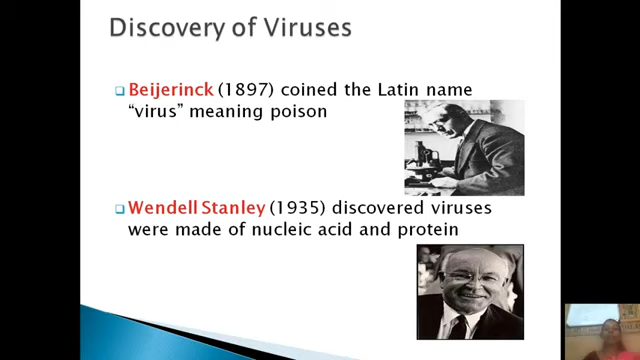 Discovery of Viruses
Beijerinck (1897) coined the Latin name
“virus” meaning poison
Wendell Stanley (1935) discovered viruses
were made of nucleic acid and protein